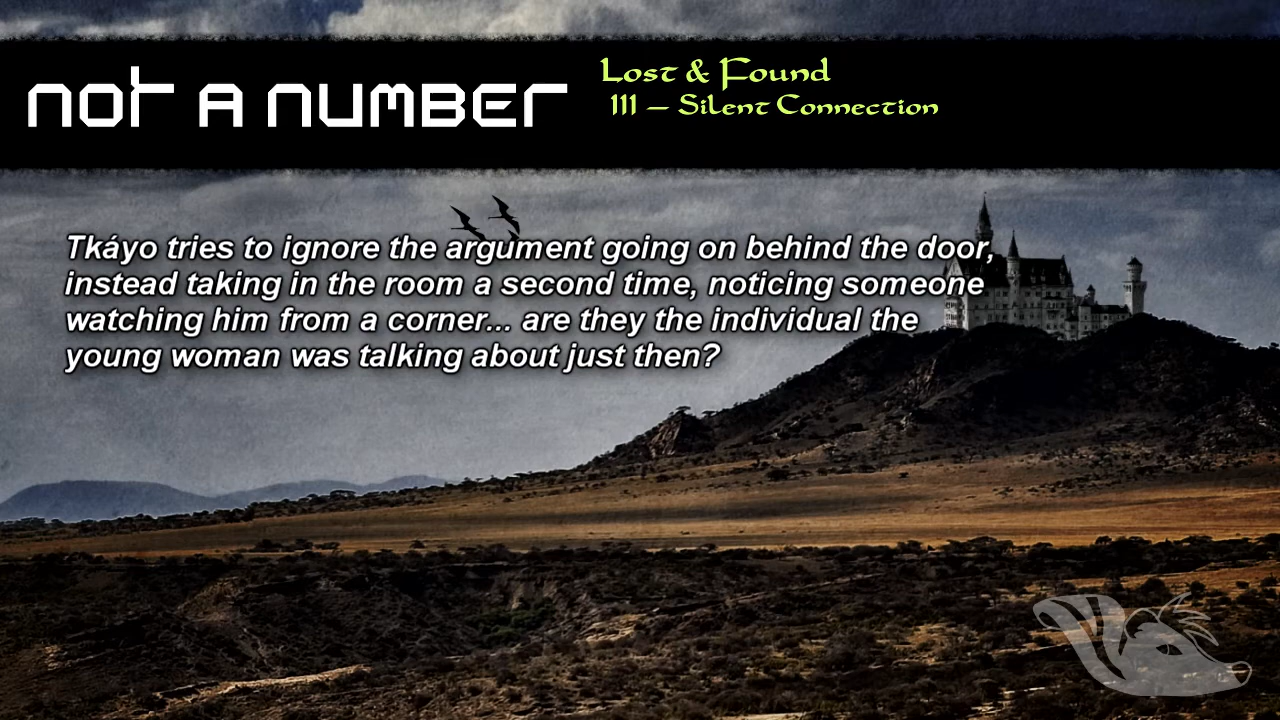 not a number
Lost & Found
III – Silent Connection
Tkáyo tries to ignore the argument going on behind the door,
instead taking in the room a second time, noticing someone
watching him from a corner... are they the individual the
young woman was talking about just then?